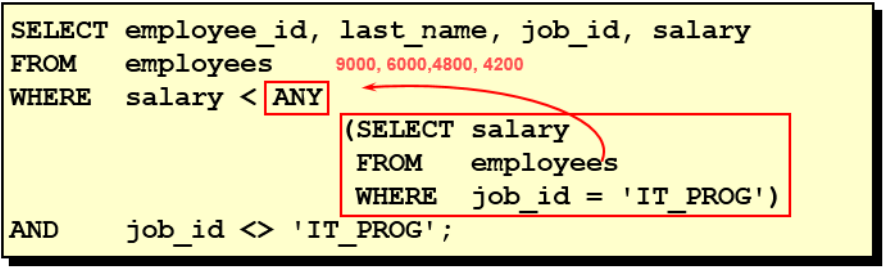 SELECT employee_id, last_name, job_id, salary
FROM employees 9000, 6000,4800, 4200
WHERE salary < ANY
(SELECT salary
FROM employees
WHERE job_id = 'IT_PROG')
AND job_id <> 'IT_PROG';